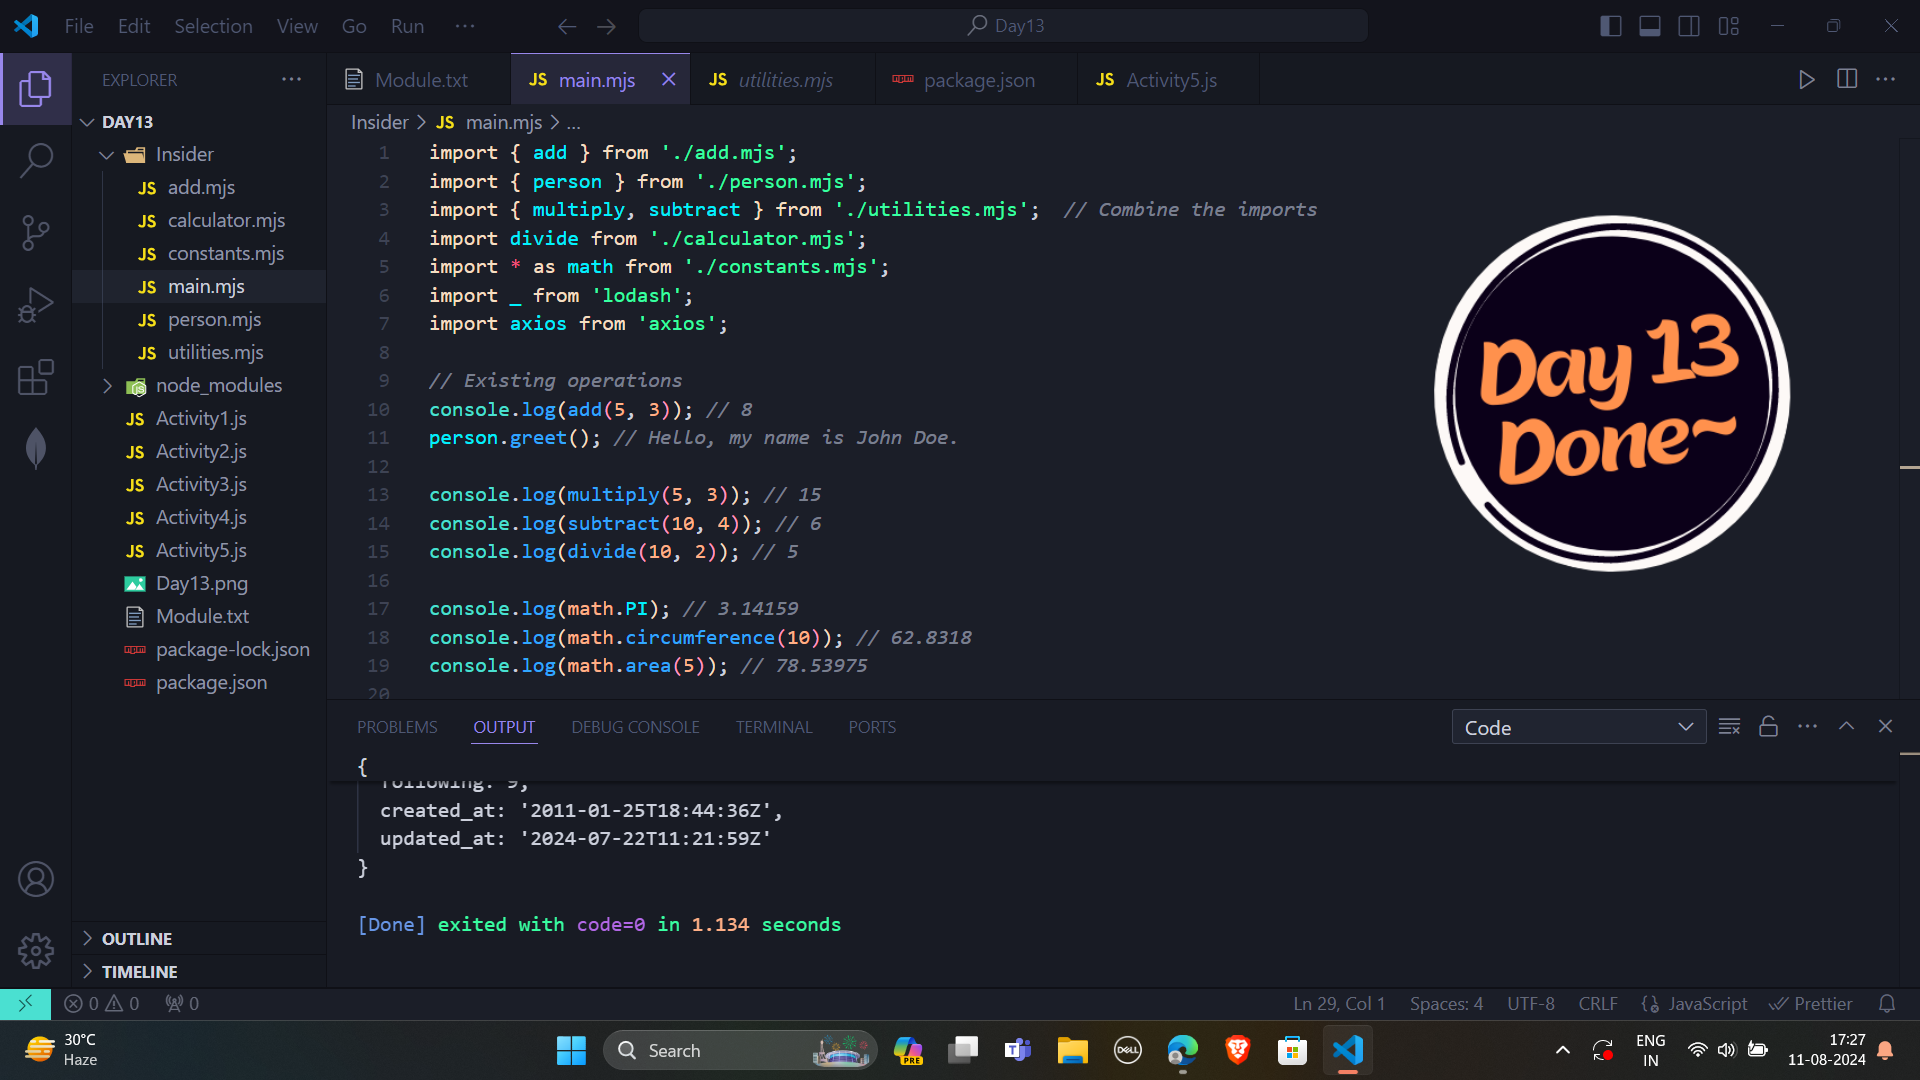 File Edit Selection View Go Run ...
Day13
EXPLORER ...
DAY13
Insider
JS add.mjs
JS calculator.mjs
JS constants.mjs
JS main.mjs
JS person.mjs
JS utilities.mjs
node_modules
JS Activity1.js
JS Activity2.js
JS Activity3.js
JS Activity4.js
JS Activity5.js
Day13.png
Module.txt
package-lock.json
package.json
OUTLINE
TIMELINE
Module.txt JS main.mjs JS utilities.mjs package.json JS Activity5.js
Insider > JS main.mjs > ...
1 import { add } from './add.mjs';
2 import { person } from './person.mjs';
3 import { multiply, subtract } from './utilities.mjs';  // Combine the imports
4 import divide from './calculator.mjs';
5 import * as math from './constants.mjs';
6 import _ from 'lodash';
7 import axios from 'axios';
8
9 // Existing operations
10 console.log(add(5, 3)); // 8
11 person.greet(); // Hello, my name is John Doe.
12
13 console.log(multiply(5, 3)); // 15
14 console.log(subtract(10, 4)); // 6
15 console.log(divide(10, 2)); // 5
16
17 console.log(math.PI); // 3.14159
18 console.log(math.circumference(10)); // 62.8318
19 console.log(math.area(5)); // 78.53975
20
Day 13
Done~
PROBLEMS OUTPUT DEBUG CONSOLE TERMINAL PORTS
Code
{
following: 9,
created_at: '2011-01-25T18:44:36Z',
updated_at: '2024-07-22T11:21:59Z'
}
[Done] exited with code=0 in 1.134 seconds
0 0 0
Ln 29, Col 1 Spaces: 4 UTF-8 CRLF JavaScript Prettier
30°C
Haze
Search
PRE
DELL
ENG
IN
17:27
11-08-2024